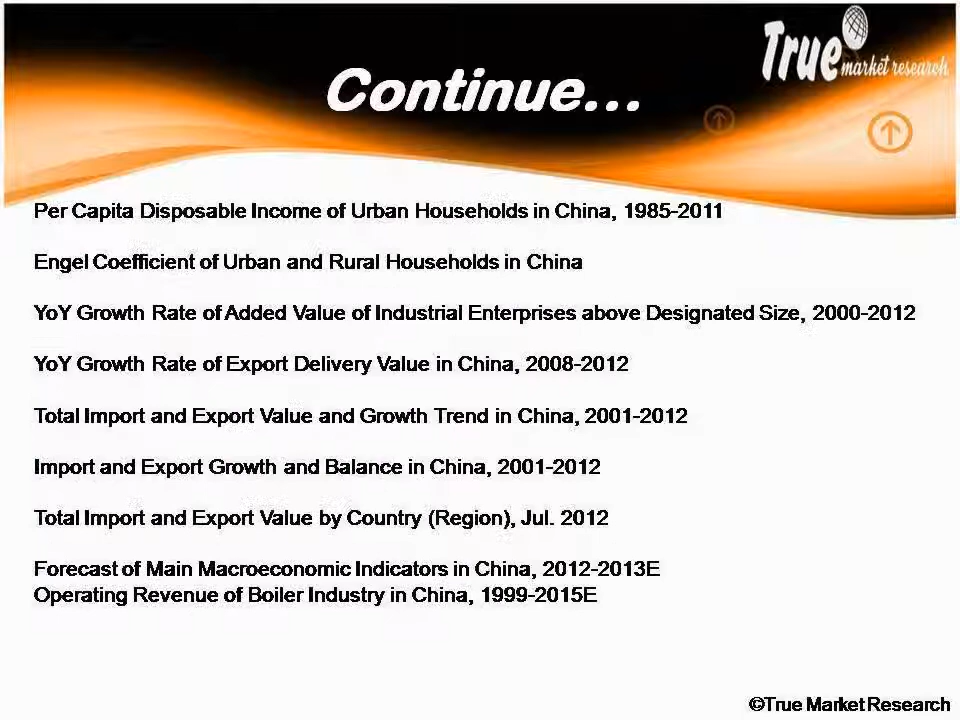 True
market research
Continue...
Per Capita Disposable Income of Urban Households in China, 1985-2011
Engel Coefficient of Urban and Rural Households in China
YoY Growth Rate of Added Value of Industrial Enterprises above Designated Size, 2000-2012
YoY Growth Rate of Export Delivery Value in China, 2008-2012
Total Import and Export Value and Growth Trend in China, 2001-2012
Import and Export Growth and Balance in China, 2001-2012
Total Import and Export Value by Country (Region), Jul. 2012
Forecast of Main Macroeconomic Indicators in China, 2012-2013E
Operating Revenue of Boiler Industry in China, 1999-2015E
©True Market Research